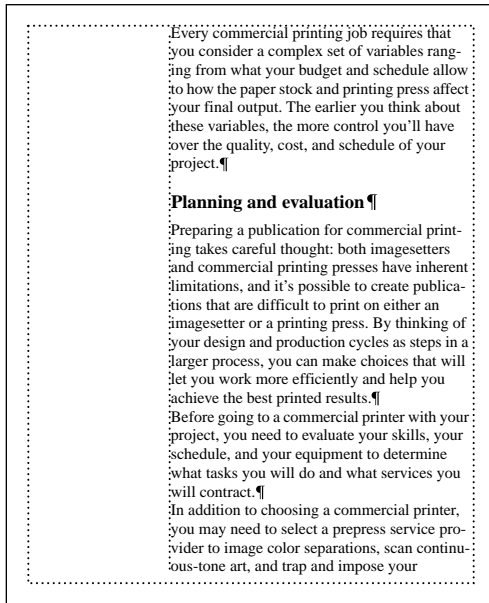 Every commercial printing job requires that
you consider a complex set of variables rang-
ing from what your budget and schedule allow
to how the paper stock and printing press affect
your final output. The earlier you think about
these variables, the more control you’ll have
over the quality, cost, and schedule of your
project.¶
Planning and evaluation¶
Preparing a publication for commercial print-
ing takes careful thought: both imagesetters
and commercial printing presses have inherent
limitations, and it’s possible to create publica-
tions that are difficult to print on either an
imagesetter or a printing press. By thinking of
your design and production cycles as steps in a
larger process, you can make choices that will
let you work more efficiently and help you
achieve the best printed results.¶
Before going to a commercial printer with your
project, you need to evaluate your skills, your
schedule, and your equipment to determine
what tasks you will do and what services you
will contract.¶
In addition to choosing a commercial printer,
you may need to select a prepress service pro-
vider to image color separations, scan continu-
ous-tone art, and trap and impose your